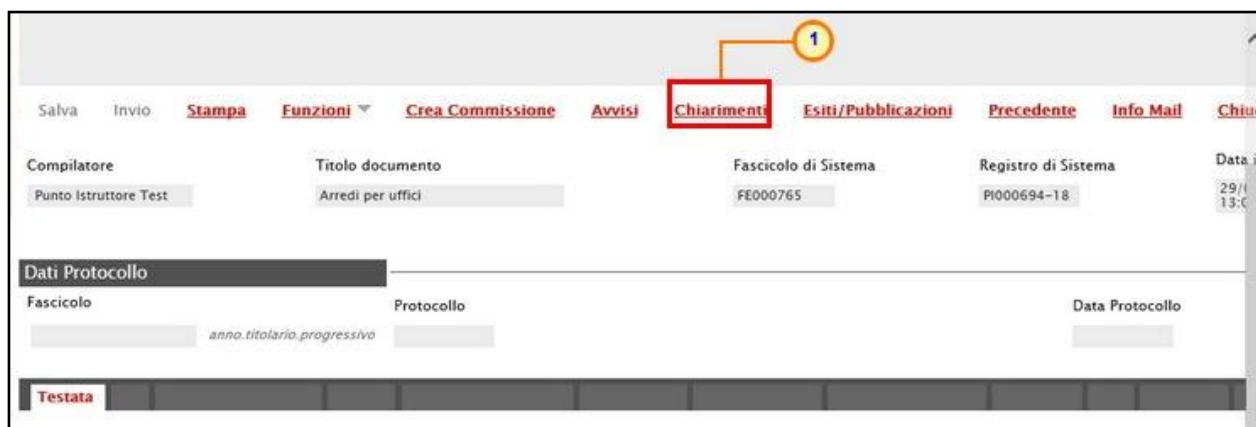 1
Salva Invio Stampa Funzioni Crea Commissione Avvisi Chiarimenti Esiti/Pubblicazioni Precedente Info Mail
Compilatore Titolo documento Fascicolo di Sistema Registro di Sistema Data
Punto Istruttore Test Arredi per uffici FE000765 PI000694-18
Dati Protocollo
Fascicolo Protocollo Data Protocollo
anno.titolario.progressivo
Testata